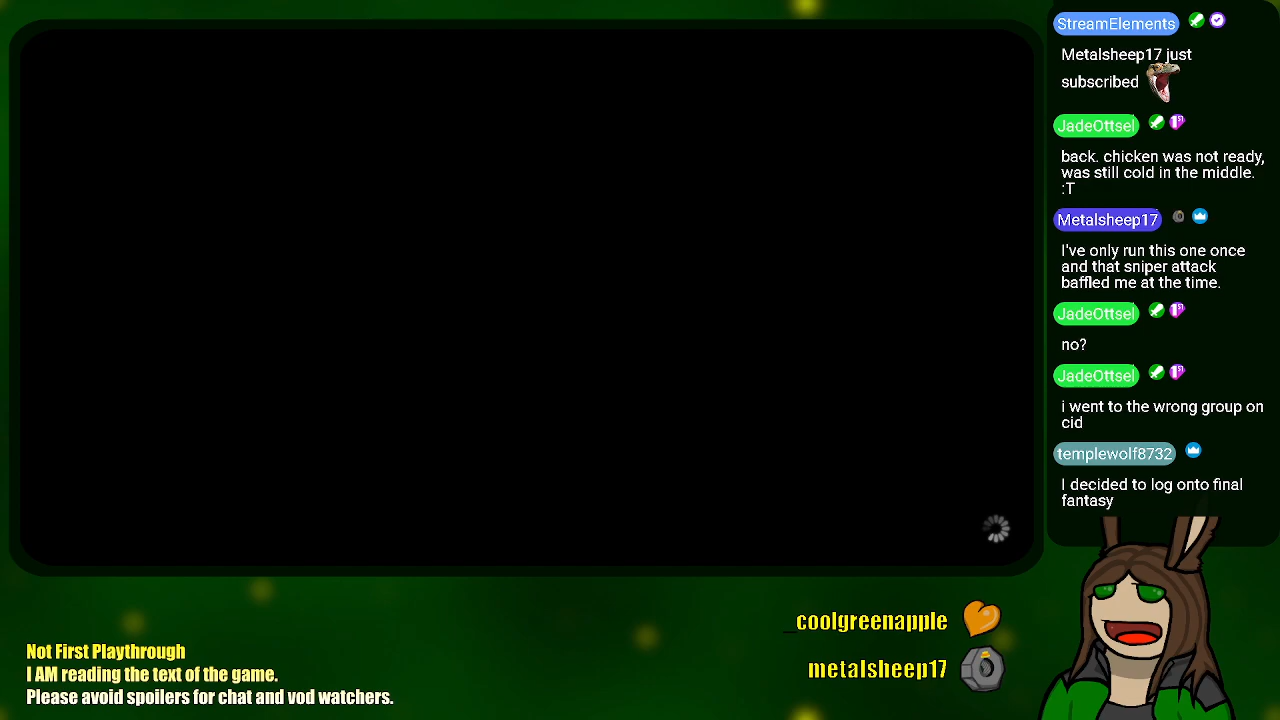 StreamElements
Metalsheep17 just
subscribed
JadeOttsel
back. chicken was not ready,
was still cold in the middle.
:T
Metalsheep17
I've only run this one once
and that sniper attack
baffled me at the time.
JadeOttsel
no?
JadeOttsel
i went to the wrong group on
cid
templewolf8732
I decided to log onto final
fantasy
_coolgreenapple
metalsheep17
Not First Playthrough
I AM reading the text of the game.
Please avoid spoilers for chat and vod watchers.